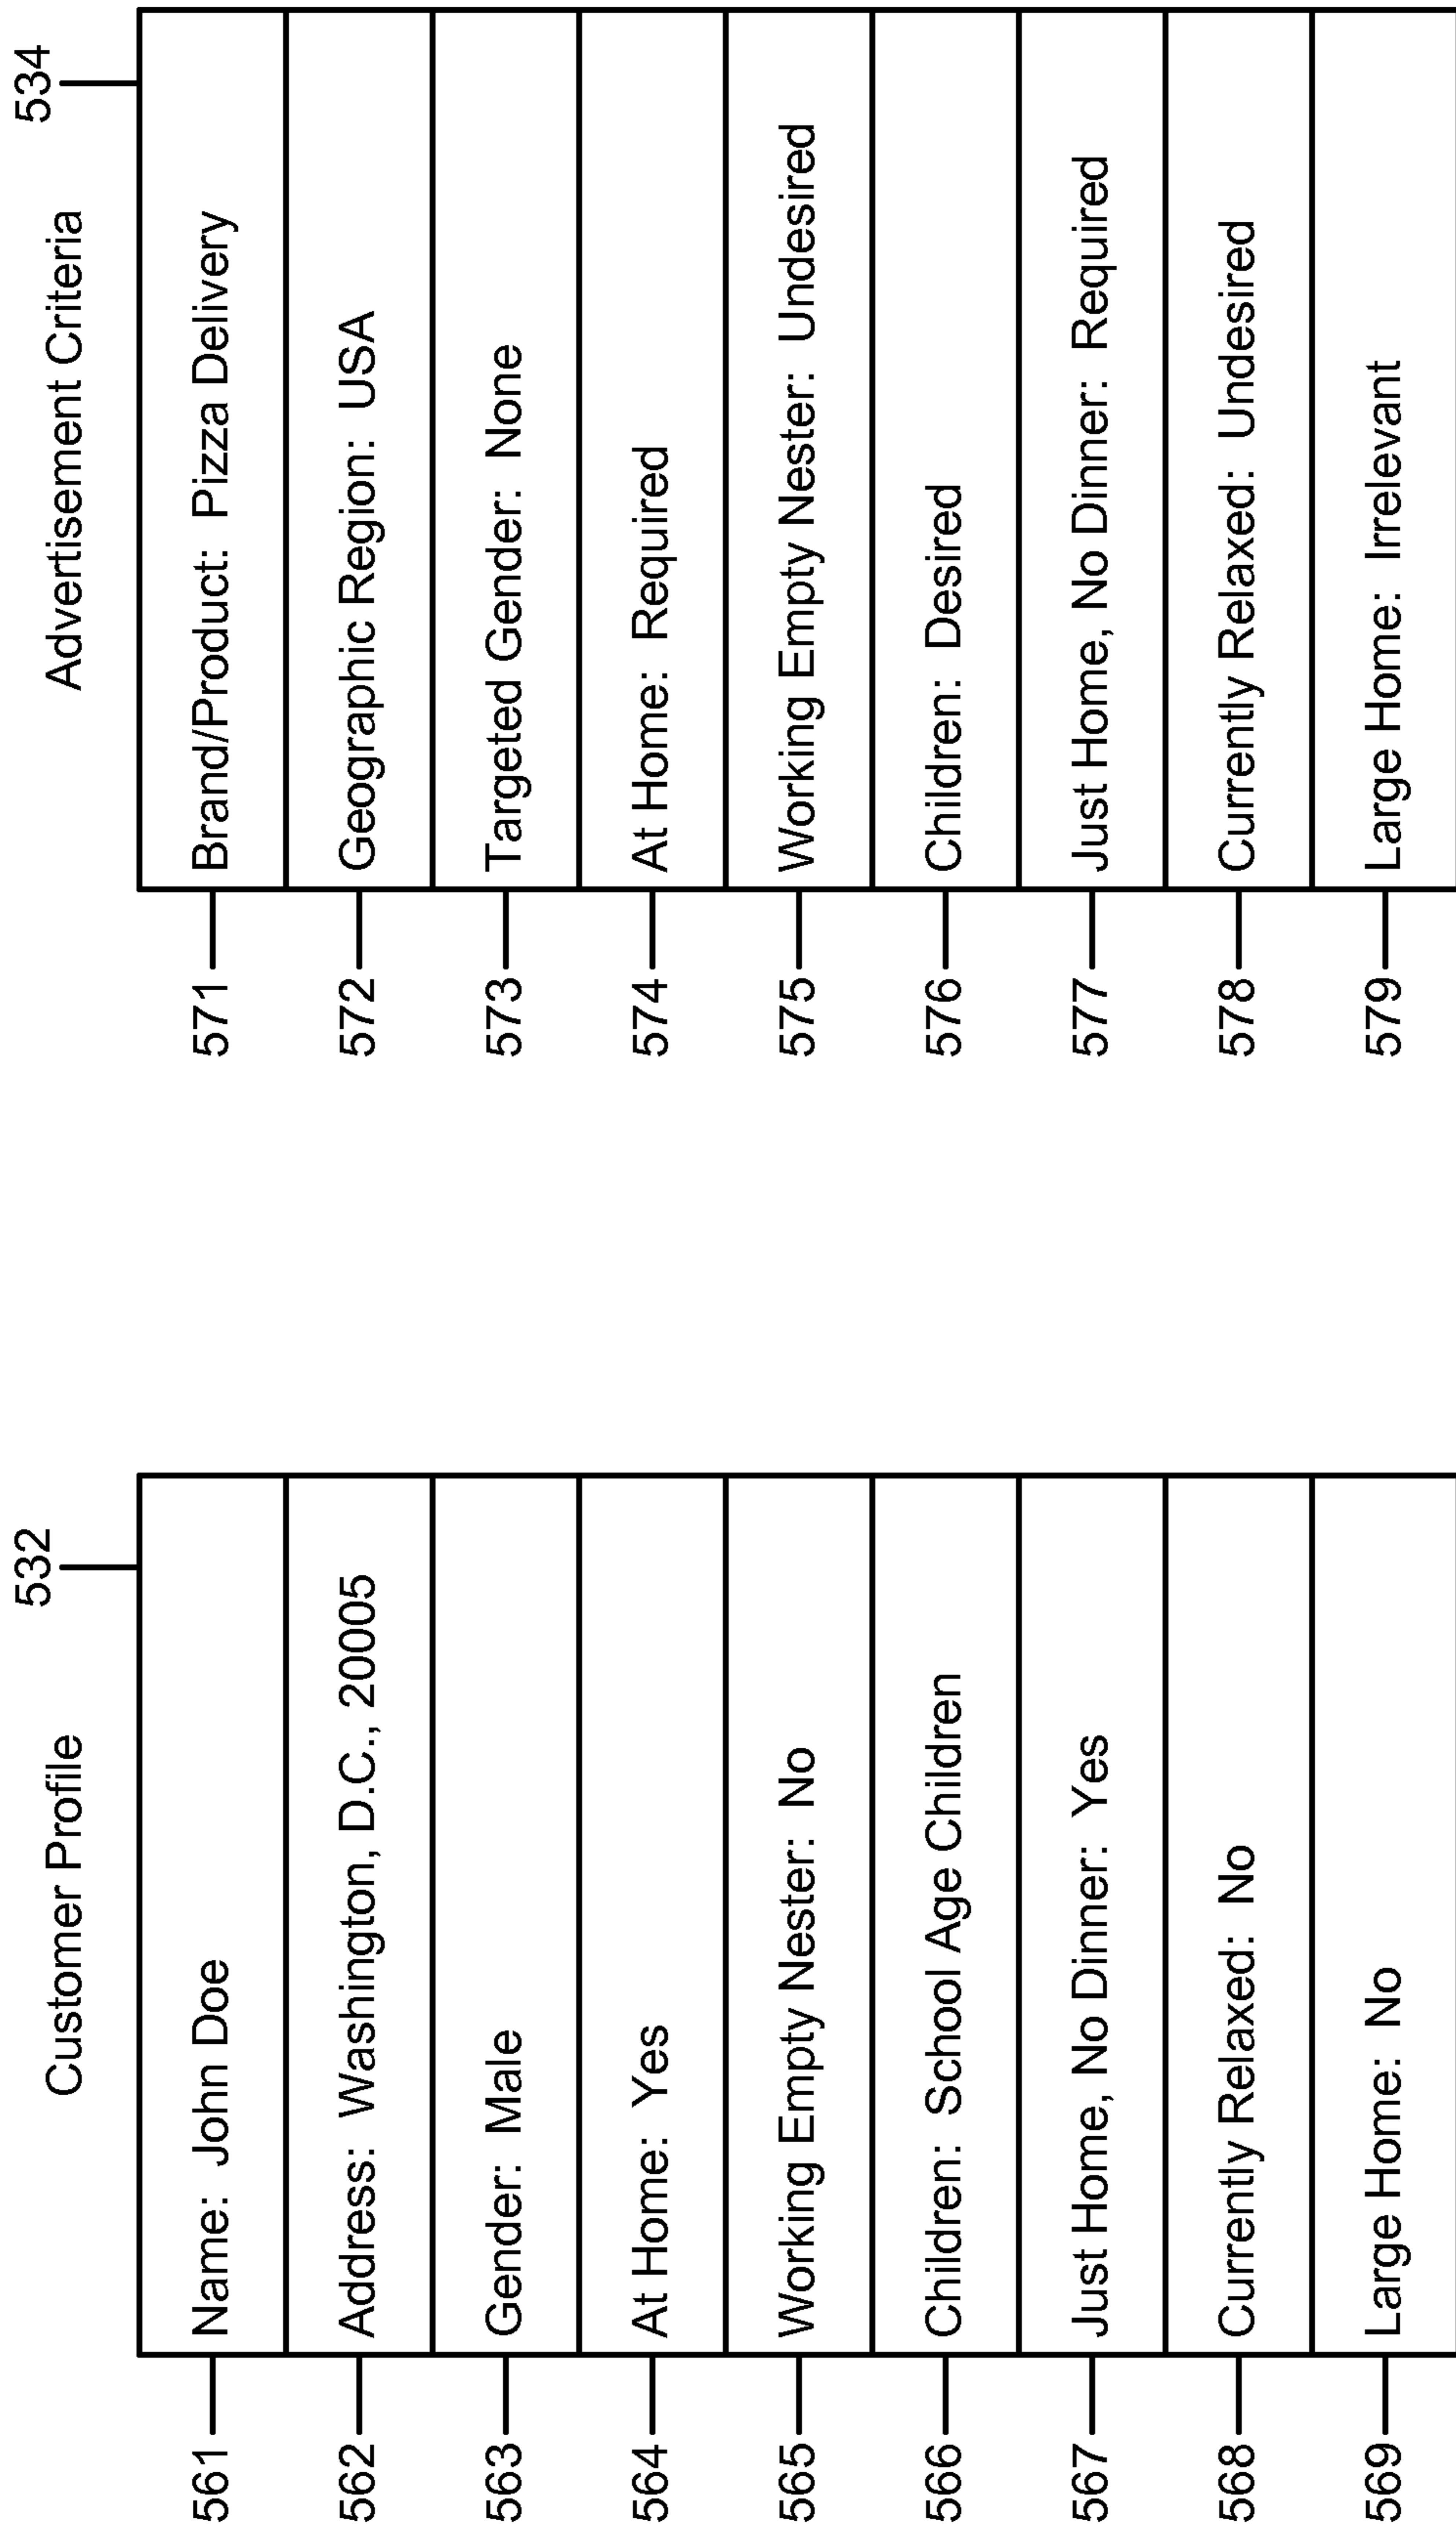 Customer Profile
532
561
Name: John Doe
562
Address: Washington, D.C., 20005
563
Gender: Male
564
At Home: Yes
565
Working Empty Nester: No
566
Children: School Age Children
567
Just Home, No Dinner: Yes
568
Currently Relaxed: No
569
Large Home: No
Advertisement Criteria
534
571
Brand/Product: Pizza Delivery
572
Geographic Region: USA
573
Targeted Gender: None
574
At Home: Required
575
Working Empty Nester: Undesired
576
Children: Desired
577
Just Home, No Dinner: Required
578
Currently Relaxed: Undesired
579
Large Home: Irrelevant